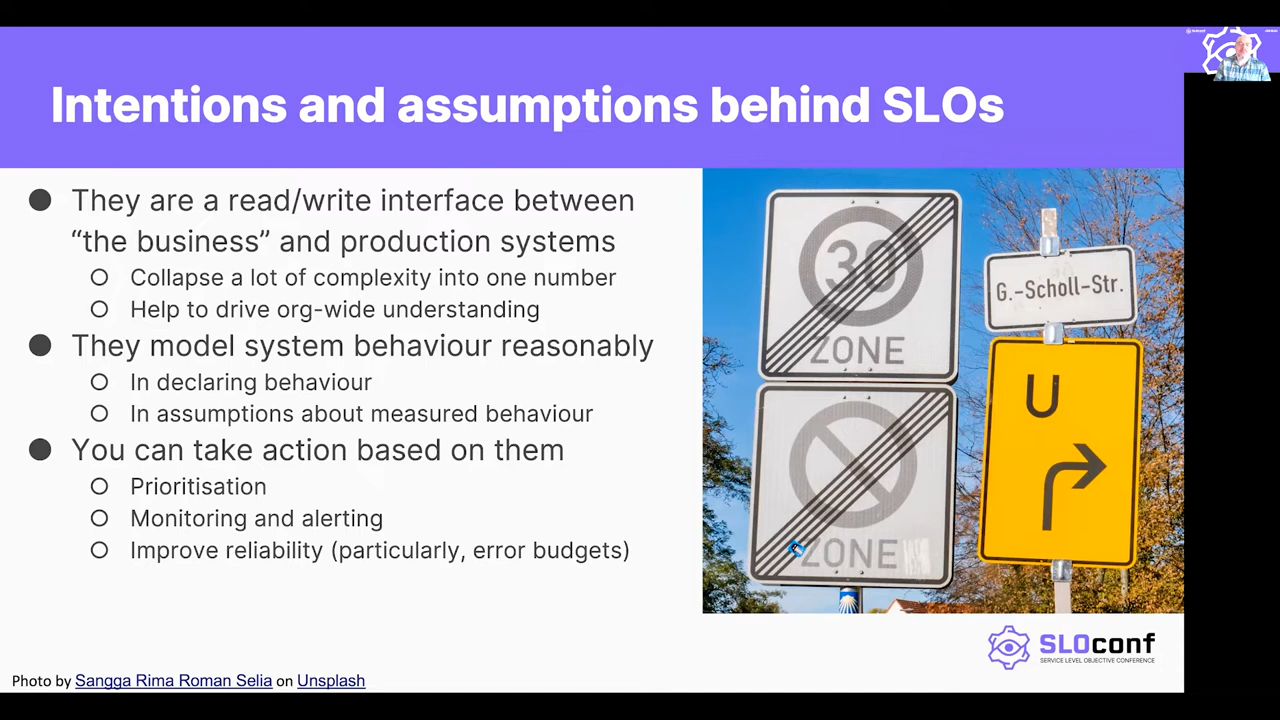 Intentions and assumptions behind SLOs
● They are a read/write interface between
“the business” and production systems
○ Collapse a lot of complexity into one number
○ Help to drive org-wide understanding
● They model system behaviour reasonably
○ In declaring behaviour
○ In assumptions about measured behaviour
● You can take action based on them
○ Prioritisation
○ Monitoring and alerting
○ Improve reliability (particularly, error budgets)
30
ZONE
ZONE
G.-Scholl-Str.
U
SLOconf
SERVICE LEVEL OBJECTIVE CONFERENCE
Photo by Sangga Rima Roman Selia on Unsplash